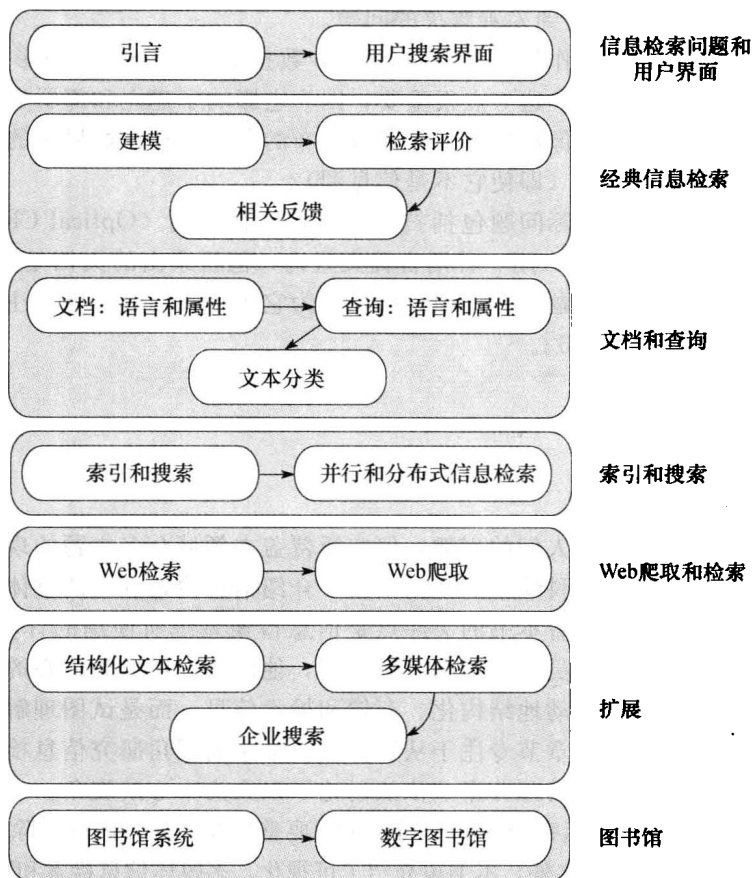 引言
用户搜索界面
信息检索问题和
用户界面
建模
检索评价
相关反馈
经典信息检索
文档：语言和属性
查询：语言和属性
文本分类
文档和查询
索引和搜索
并行和分布式信息检索
索引和搜索
Web检索
Web爬取
Web爬取和检索
结构化文本检索
多媒体检索
企业搜索
扩展
图书馆系统
数字图书馆
图书馆